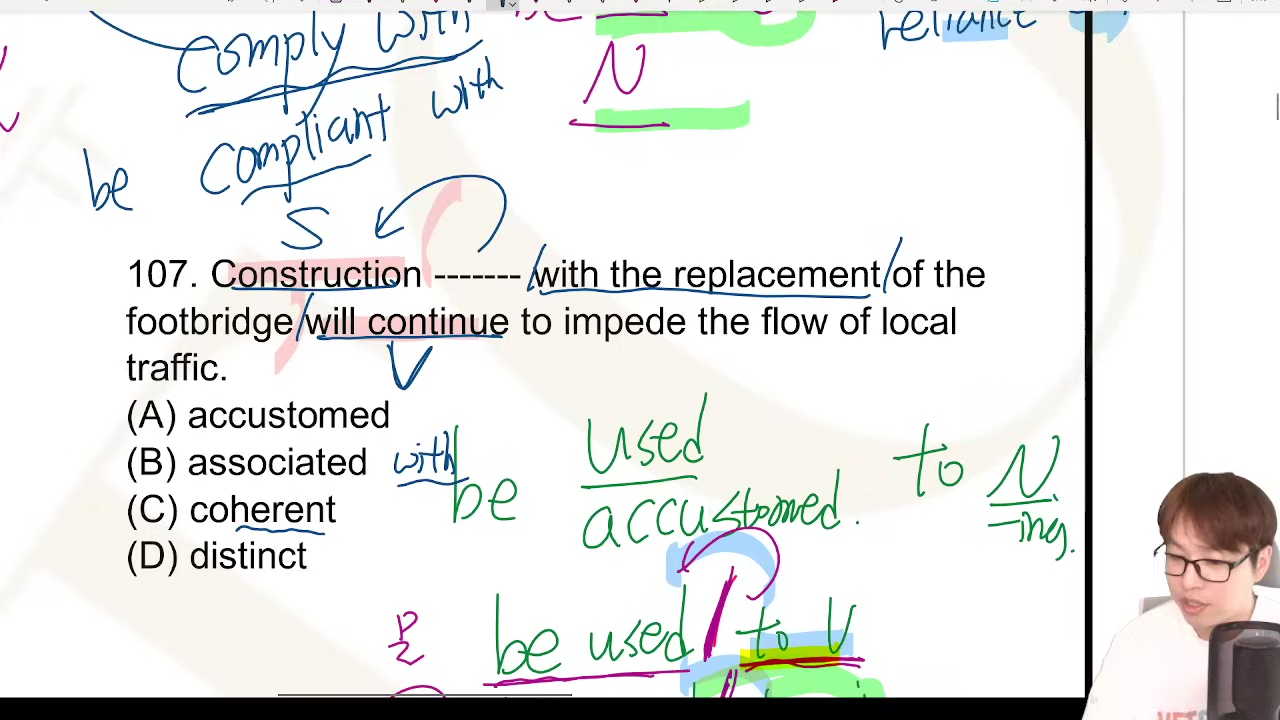 comply with
be compliant with
N
reliance
S
107. Construction ------- with the replacement of the
footbridge will continue to impede the flow of local
traffic.
V
(A) accustomed
(B) associated with
(C) coherent
(D) distinct
be used to N
accustomed. -ing.
be used to V